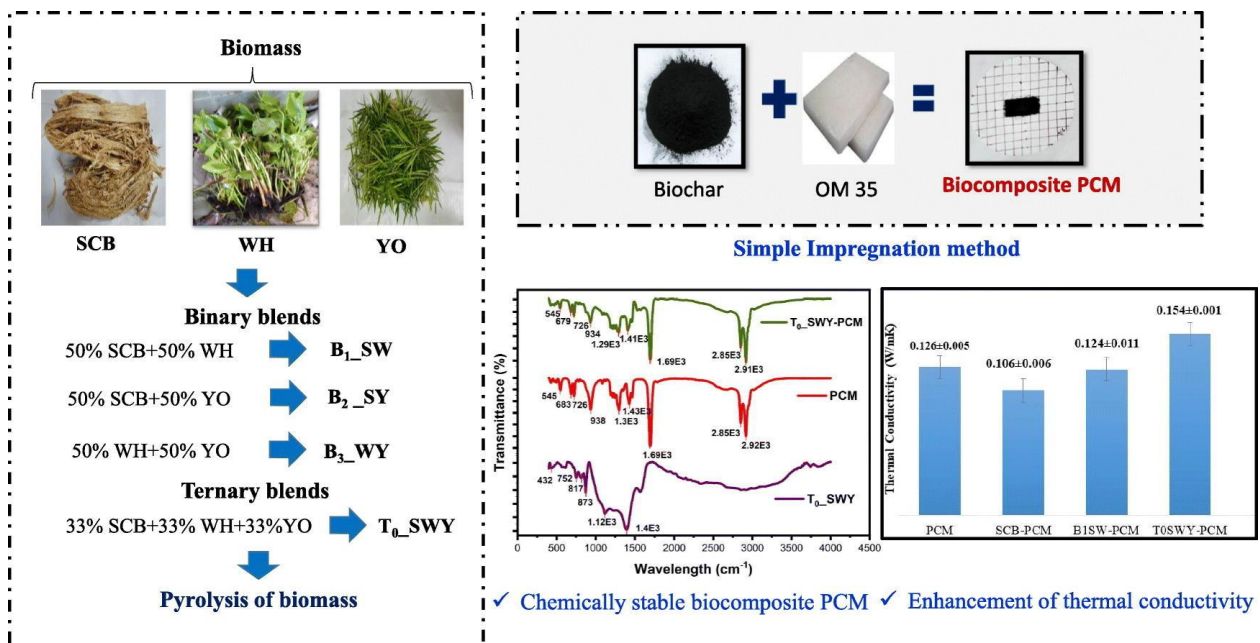 Biomass
SCB
WH
YO
Binary blends
50% SCB+50% WH
B₁_SW
50% SCB+50% YO
B₂_SY
50% WH+50% YO
B₃_WY
Ternary blends
33% SCB+33% WH+33%YO
T₀_SWY
Pyrolysis of biomass
Biochar
OM 35
Biocomposite PCM
Simple Impregnation method
Transmittance (%)
545
679
726
934
1.29E3
1.41E3
1.69E3
2.85E3
2.91E3
T₀_SWY-PCM
545
683
726
938
1.3E3
1.43E3
1.69E3
2.85E3
2.92E3
PCM
432
752
817
873
1.12E3
1.4E3
T₀_SWY
0 500 1000 1500 2000 2500 3000 3500 4000 4500
Wavelength (cm⁻¹)
Thermal Conductivity (W/mK)
0.126±0.005
0.106±0.006
0.124±0.011
0.154±0.001
PCM
SCB-PCM
B1SW-PCM
T0SWY-PCM
✓ Chemically stable biocomposite PCM
✓ Enhancement of thermal conductivity